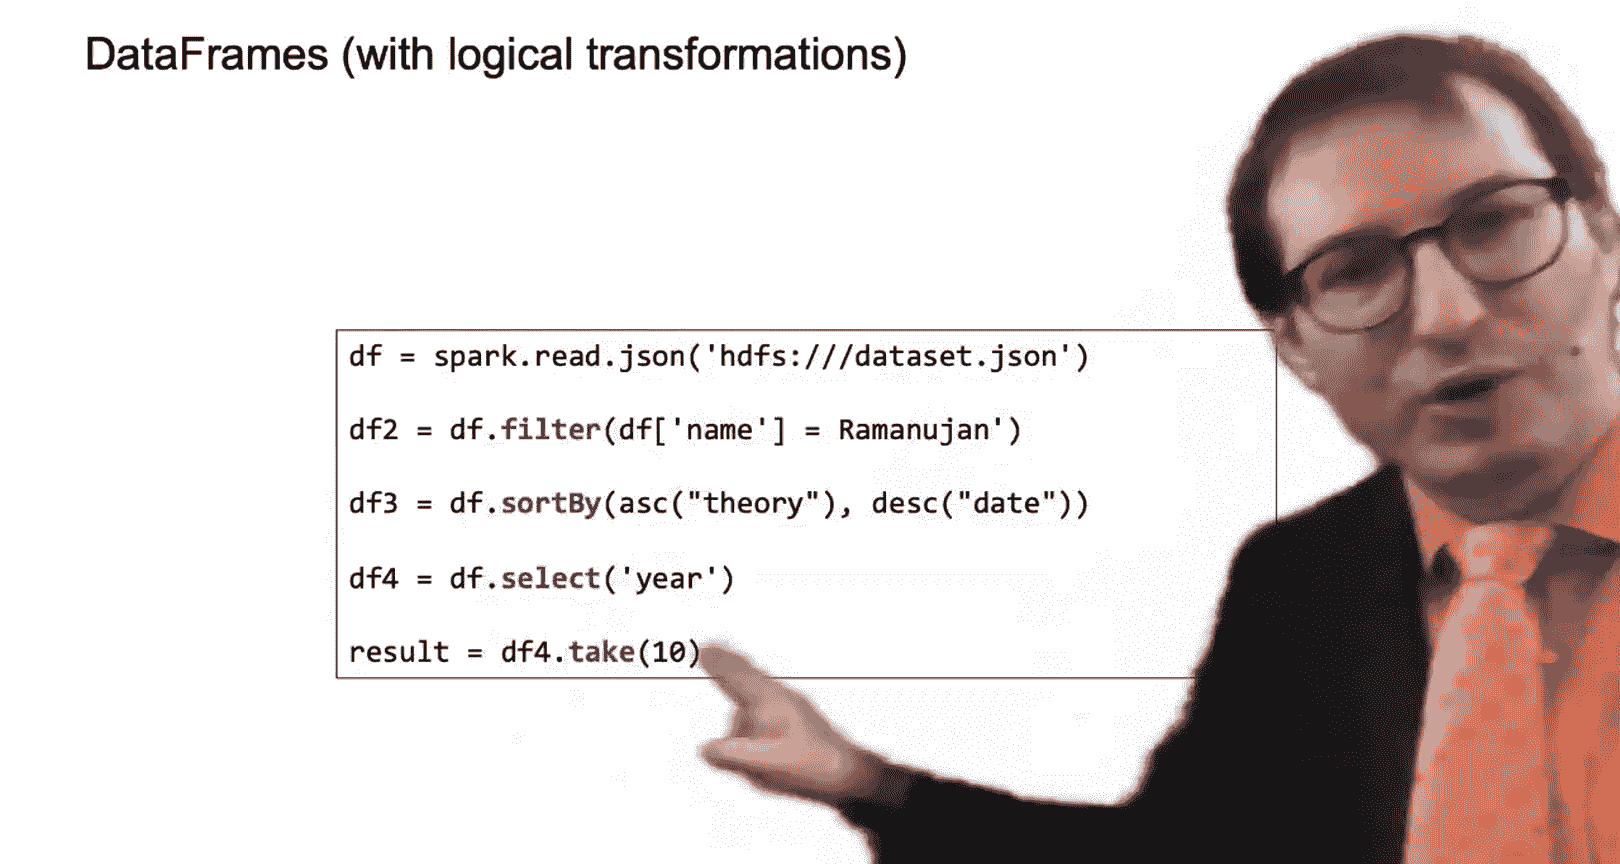 DataFrames (with logical transformations)
df = spark.read.json('hdfs:///dataset.json')
df2 = df.filter(df['name'] = Ramanujan')
df3 = df.sortBy(asc("theory"), desc("date"))
df4 = df.select('year')
result = df4.take(10)